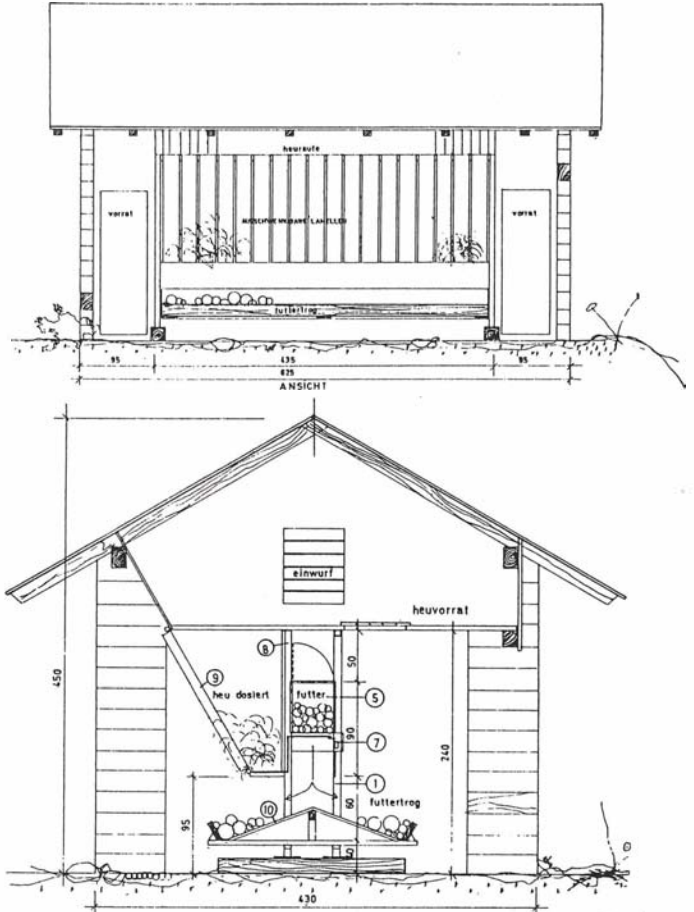 heuraufe
vorrat
vorrat
futtertrog
95
435
95
625
ANSICHT
einwurf
heuvorrat
8
50
450
9
heu dosiert
futter
5
7
90
240
1
95
60
futtertrog
10
430